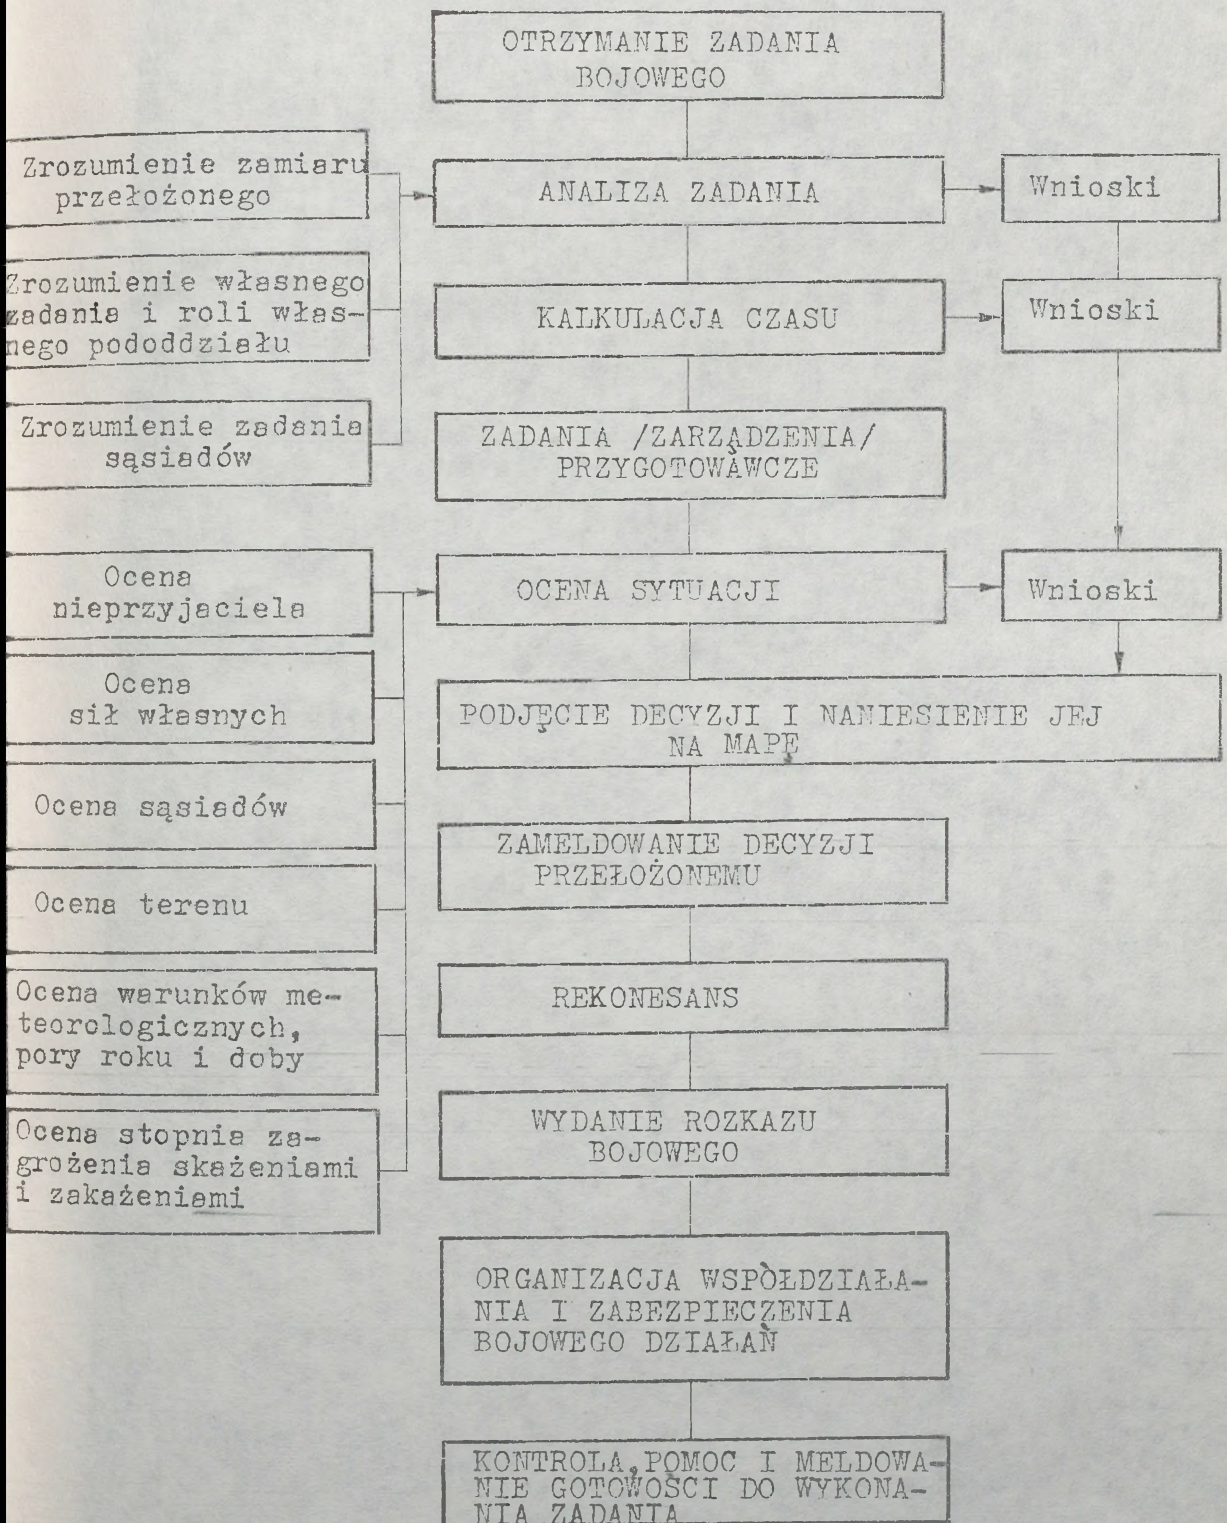 OTRZYMANIE ZADANIA
BOJOWEGO
Zrozumienie zamiaru
przełożonego
ANALIZA ZADANIA
Wnioski
Zrozumienie własnego
zadania i roli włas-
nego pododdziału
KALKULACJA CZASU
Wnioski
Zrozumienie zadania
sąsiadów
ZADANIA /ZARZĄDZENIA/
PRZYGOTOWAWCZE
Ocena
nieprzyjaciela
OCENA SYTUACJI
Wnioski
Ocena
sił własnych
PODJĘCIE DECYZJI I NANIESIENIE JEJ
NA MAPĘ
Ocena sąsiadów
ZAMELDOWANIE DECYZJI
PRZEŁOŻONEMU
Ocena terenu
REKONESANS
Ocena warunków me-
teorologicznych,
pory roku i doby
WYDANIE ROZKAZU
BOJOWEGO
Ocena stopnia za-
grożenia skażeniami
i zakażeniami
ORGANIZACJA WSPÓŁDZIAŁA-
NIA I ZABEZPIECZENIA
BOJOWEGO DZIAŁAŃ
KONTROLA, POMOC I MELDOWA-
NIE GOTOWOŚCI DO WYKONA-
NIA ZADANIA